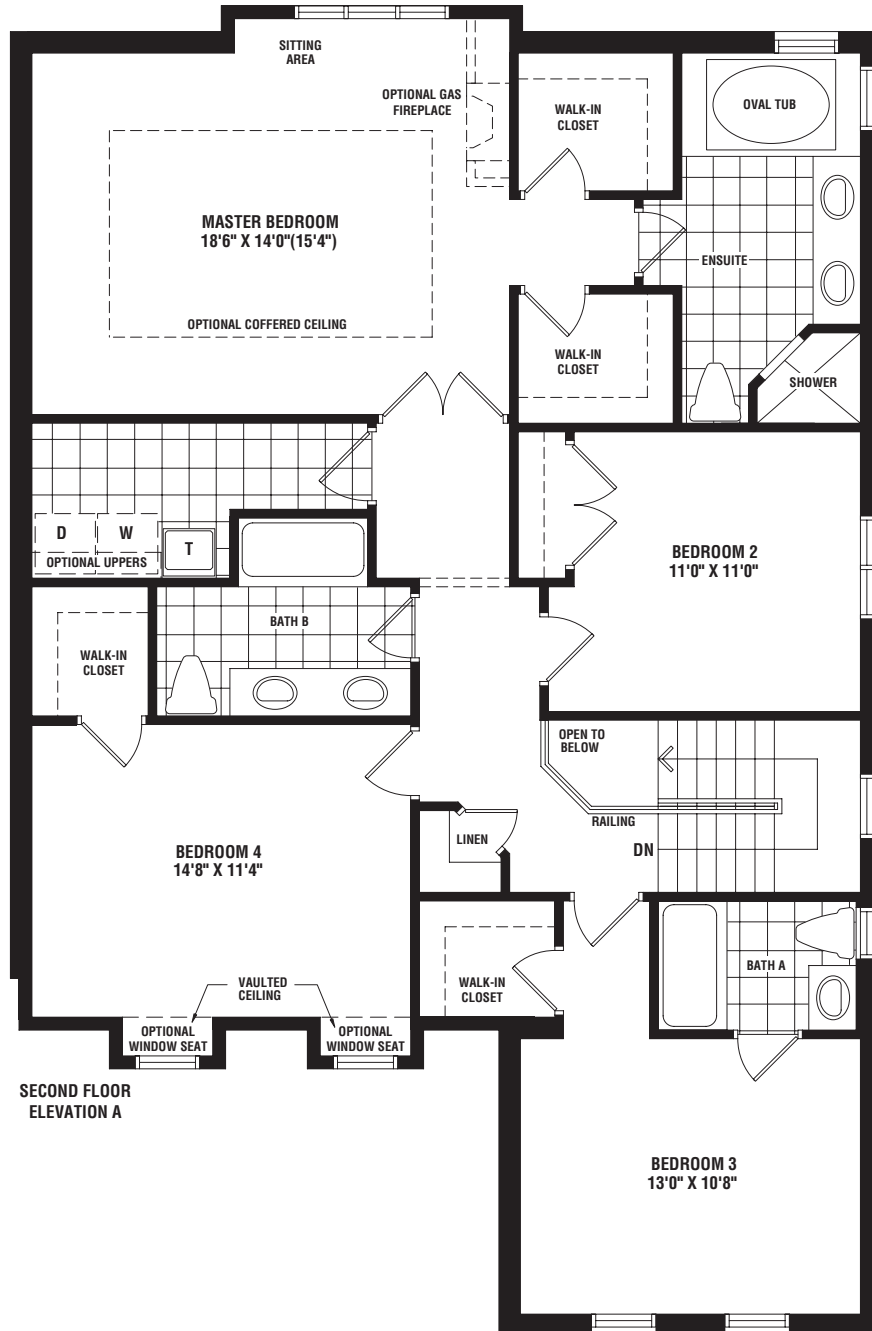 SITTING
AREA
OPTIONAL GAS
FIREPLACE
WALK-IN
CLOSET
OVAL TUB
MASTER BEDROOM
18'6" X 14'0"(15'4")
ENSUITE
OPTIONAL COFFERED CEILING
WALK-IN
CLOSET
SHOWER
D
W
T
OPTIONAL UPPERS
BEDROOM 2
11'0" X 11'0"
BATH B
WALK-IN
CLOSET
OPEN TO
BELOW
RAILING
DN
LINEN
BEDROOM 4
14'8" X 11'4"
VAULTED
CEILING
WALK-IN
CLOSET
BATH A
OPTIONAL
WINDOW SEAT
OPTIONAL
WINDOW SEAT
SECOND FLOOR
ELEVATION A
BEDROOM 3
13'0" X 10'8"